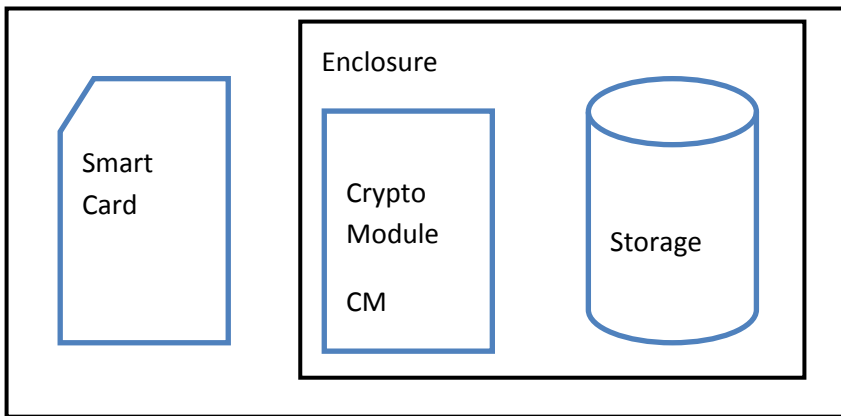 Enclosure
Smart
Card
Crypto
Module
CM
Storage